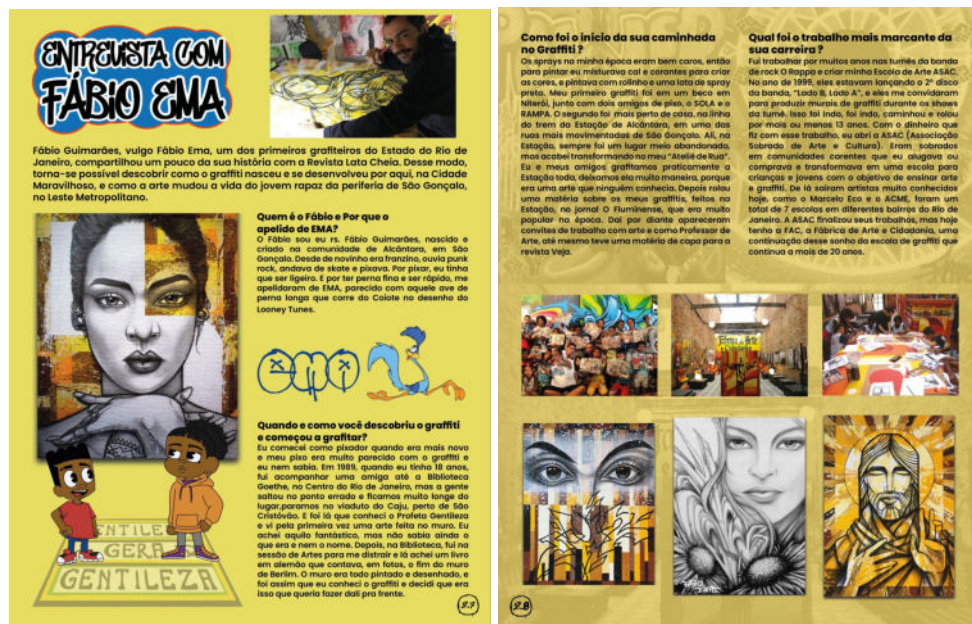 ENTREVISTA COM
FÁBIO EMA
Fábio Guimarães, vulgo Fábio Ema, um dos primeiros grafiteiros do Estado do Rio de
Janeiro, compartilhou um pouco da sua história com a Revista Lata Cheia. Desse modo,
torna-se possível descobrir como o graffiti nasceu e se desenvolveu por aqui, na Cidade
Maravilhoso, e como a arte mudou a vida do jovem rapaz da periferia de São Gonçalo,
no Leste Metropolitano.
Quem é o Fábio e Por que o
apelido de EMA?
O Fábio sou eu rs. Fábio Guimarães, nascido e
criado na comunidade de Alcântara, em São
Gonçalo. Desde de novinho era franzino, ouvia punk
rock, andava de skate e pixava. Por pixar, eu tinha
que ser ligeiro. E por ter perna fina e ser rápido, me
apelidaram de EMA, parecido com aquele ave de
perna longa que corre do Coiote no desenho do
Looney Tunes.
ema
Quando e como você descobriu o graffiti
e começou a grafitar?
Eu comecei como pixador quando era mais novo
e meu pixo era muito parecido com o graffiti e
eu nem sabia. Em 1989, quando eu tinha 18 anos,
fui acompanhar uma amiga até a Biblioteca
Goethe, no Centro do Rio de Janeiro, mas a gente
saltou no ponto errado e ficamos muito longe do
lugar,paramos no viaduto do Caju, perto de São
Cristóvão. E foi lá que conheci o Profeta Gentileza
e vi pela primeira vez uma arte feita no muro. Eu
achei aquilo fantástico, mas não sabia ainda o
que era e nem o nome. Depois, na Biblioteca, fui na
sessão de Artes para me distrair e lá achei um livro
em alemão que contava, em fotos, o fim do muro
de Berlim. O muro era todo pintado e desenhado, e
foi assim que eu conheci o graffiti e decidi que era
isso que queria fazer dali pra frente.
GENTILEZA
GERA
GENTILEZA
27
Como foi o início da sua caminhada
no Graffiti ?
Os sprays na minha época eram bem caros, então
para pintar eu misturava cal e corantes para criar
as cores, e pintava com rolinho e uma lata de spray
preto. Meu primeiro graffiti foi em um beco em
Niterói, junto com dois amigos de pixo, o SOLA e o
RAMPA. O segundo foi mais perto de casa, na linha
do trem da Estação de Alcântara, em uma das
ruas mais movimentadas de São Gonçalo. Ali, na
Estação, sempre foi um lugar meio abandonado,
mas acabei transformando no meu “Ateliê de Rua”.
Eu e meus amigos grafitamos praticamente a
Estação toda, deixamos ela muito maneira, porque
era uma arte que ninguém conhecia. Depois rolou
uma matéria sobre os meus graffitis, feitos na
Estação, no jornal O Fluminense, que era muito
popular na época. Daí por diante apareceram
convites de trabalho com arte e como Professor de
Arte, até mesmo teve uma matéria de capa para a
revista Veja.
Qual foi o trabalho mais marcante da
sua carreira ?
Fui trabalhar por muitos anos nas turnês da banda
de rock O Rappa e criar minha Escola de Arte ASAC.
No ano de 1999, eles estavam lançando o 2º disco
da banda, “Lado B, Lado A”, e eles me convidaram
para produzir murais de graffiti durante os shows
da turnê. Isso foi indo, foi indo, caminhou e rolou
por mais ou menos 13 anos. Com o dinheiro que
fiz com esse trabalho, eu abri a ASAC (Associação
Sobrado de Arte e Cultura). Eram sobrados
em comunidades carentes que eu alugava ou
comprava e transformava em uma escola para
crianças e jovens com o objetivo de ensinar arte
e graffiti. De lá saíram artistas muito conhecidos
hoje, como o Marcelo Eco e o ACME, foram um
total de 7 escolas em diferentes bairros do Rio de
Janeiro. A ASAC finalizou seus trabalhos, mas hoje
tenho a FAC, a Fábrica de Arte e Cidadania, uma
continuação desse sonho da escola de graffiti que
continua a mais de 20 anos.
Fábrica de Arte
e Cidadania
28